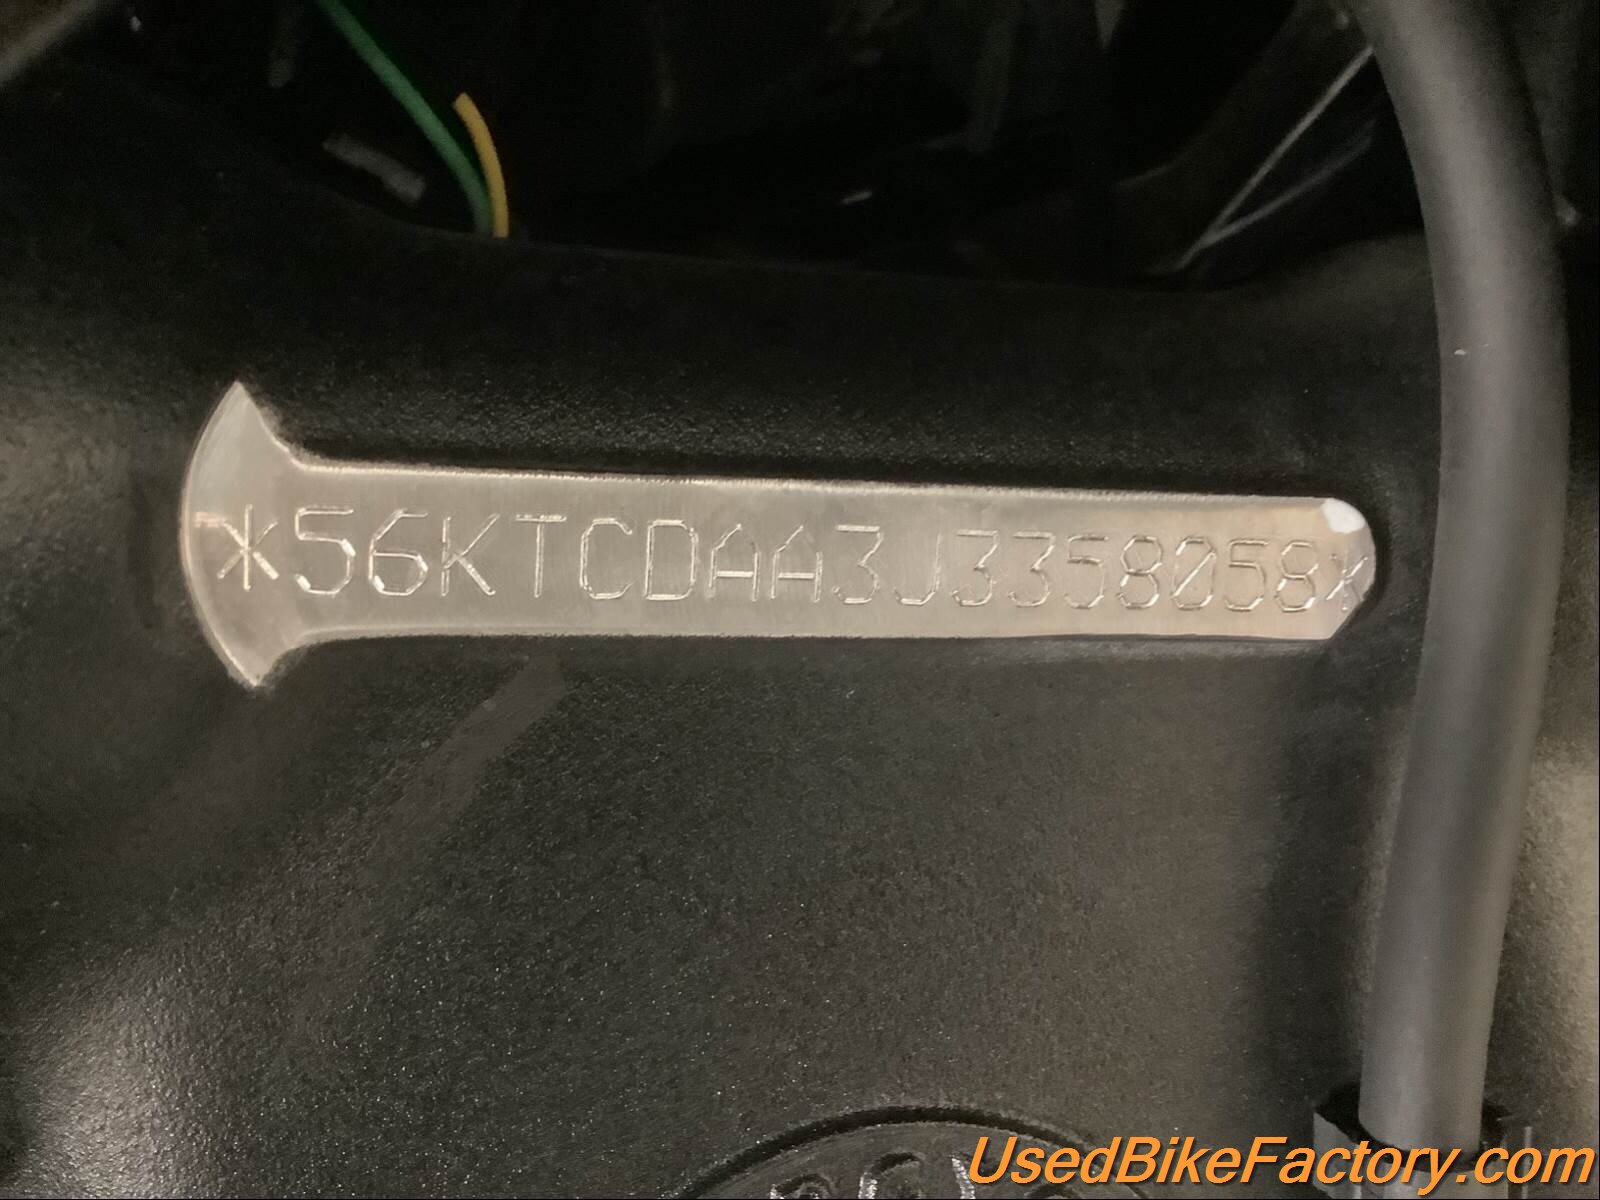 *56KTCDAA3J3358058*
UsedBikeFactory.com